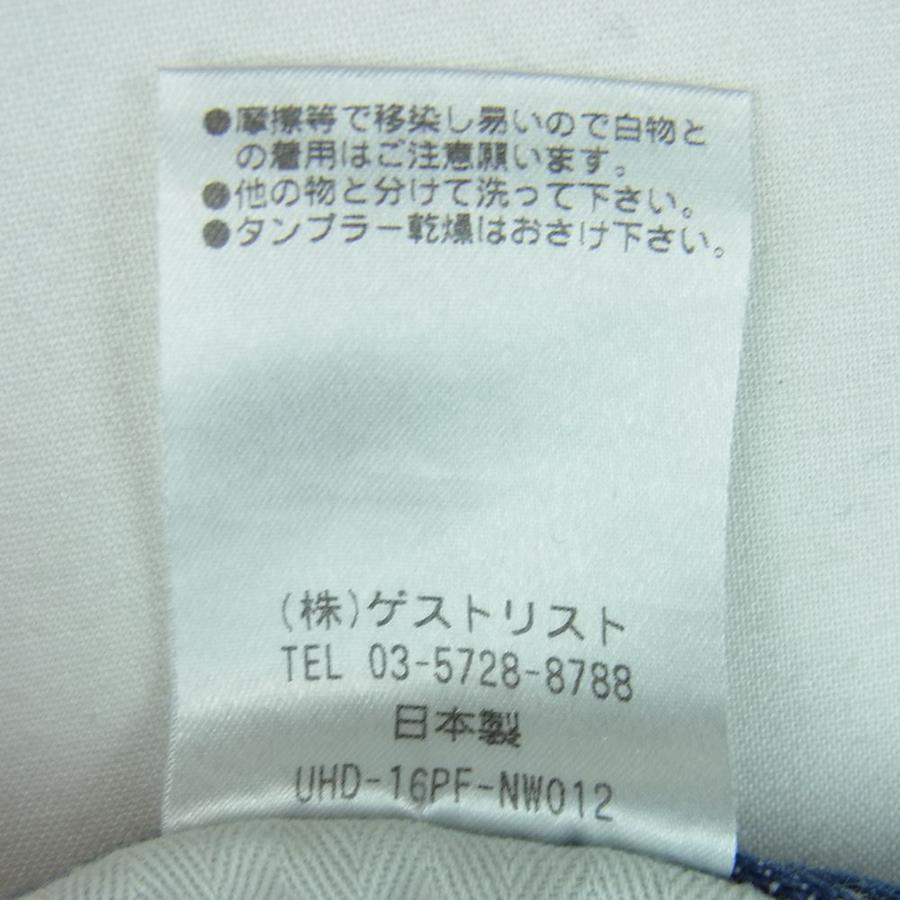 ●摩擦等で移染し易いので白物と
の着用はご注意願います。
●他の物と分けて洗って下さい。
●タンブラー乾燥はおさけ下さい。
(株)ゲストリスト
TEL 03-5728-8788
日本製
UHD-16PF-NW012